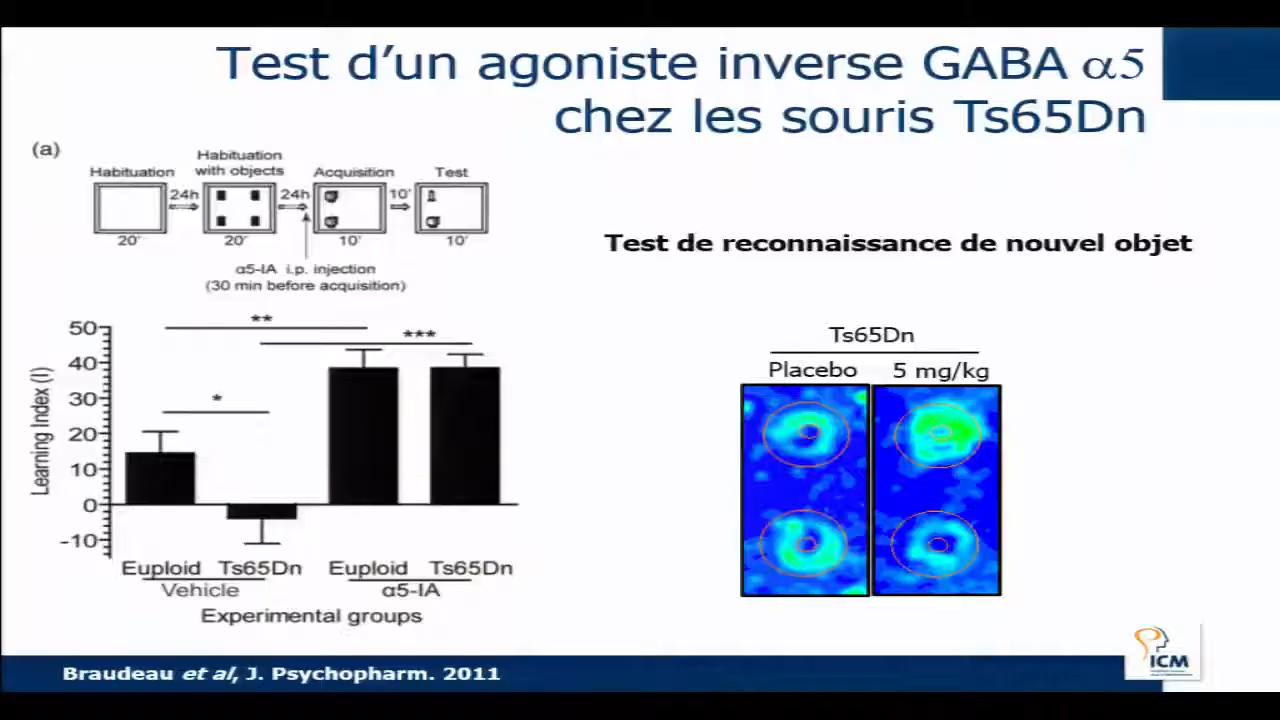 Test d'un agoniste inverse GABA α5
chez les souris Ts65Dn
(a)
Habituation
Habituation
with objects
Acquisition
Test
24h
24h
10'
20'
20'
10'
10'
α5-IA i.p. injection
(30 min before acquisition)
Test de reconnaissance de nouvel objet
Learning Index (I)
50
40
30
20
10
0
-10
**
***
*
Euploid Ts65Dn Euploid Ts65Dn
Vehicle α5-IA
Experimental groups
Ts65Dn
Placebo 5 mg/kg
Braudeau et al, J. Psychopharm. 2011
ICM